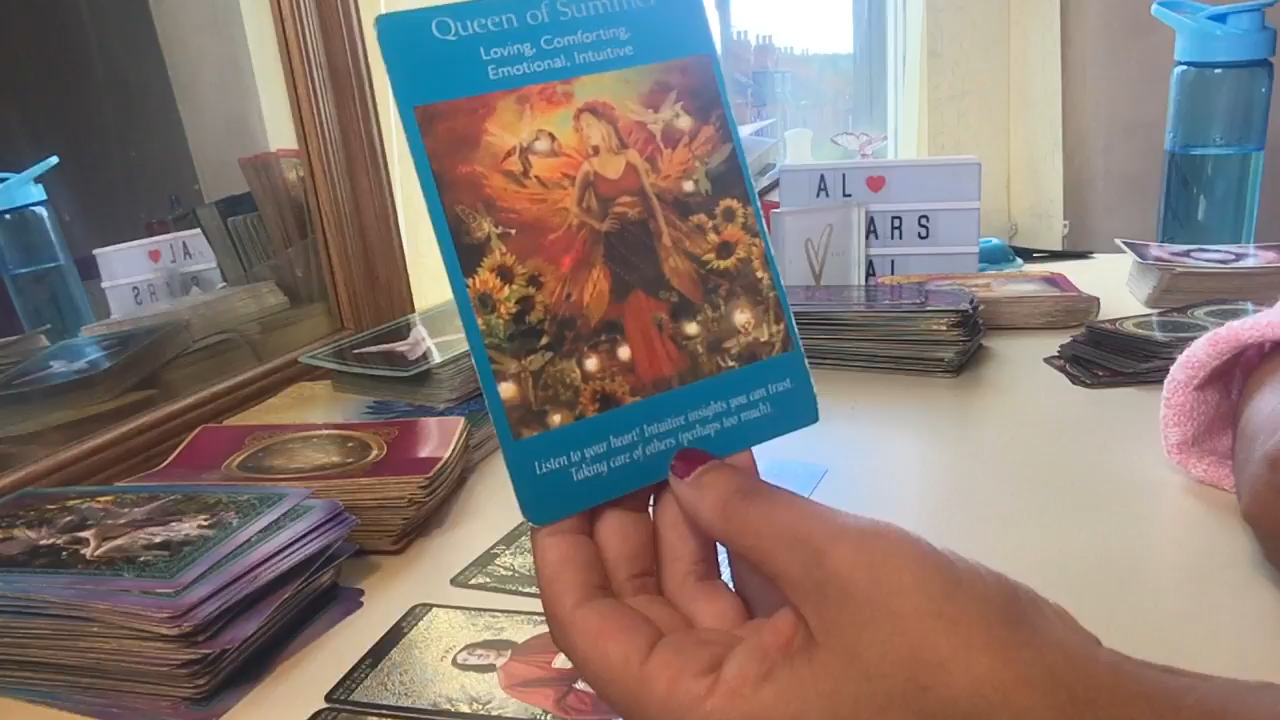 Queen of Summer
Loving, Comforting,
Emotional, Intuitive
Listen to your heart! Intuitive insights you can trust.
Taking care of others (perhaps too much).
AL ♥
ARS
AL